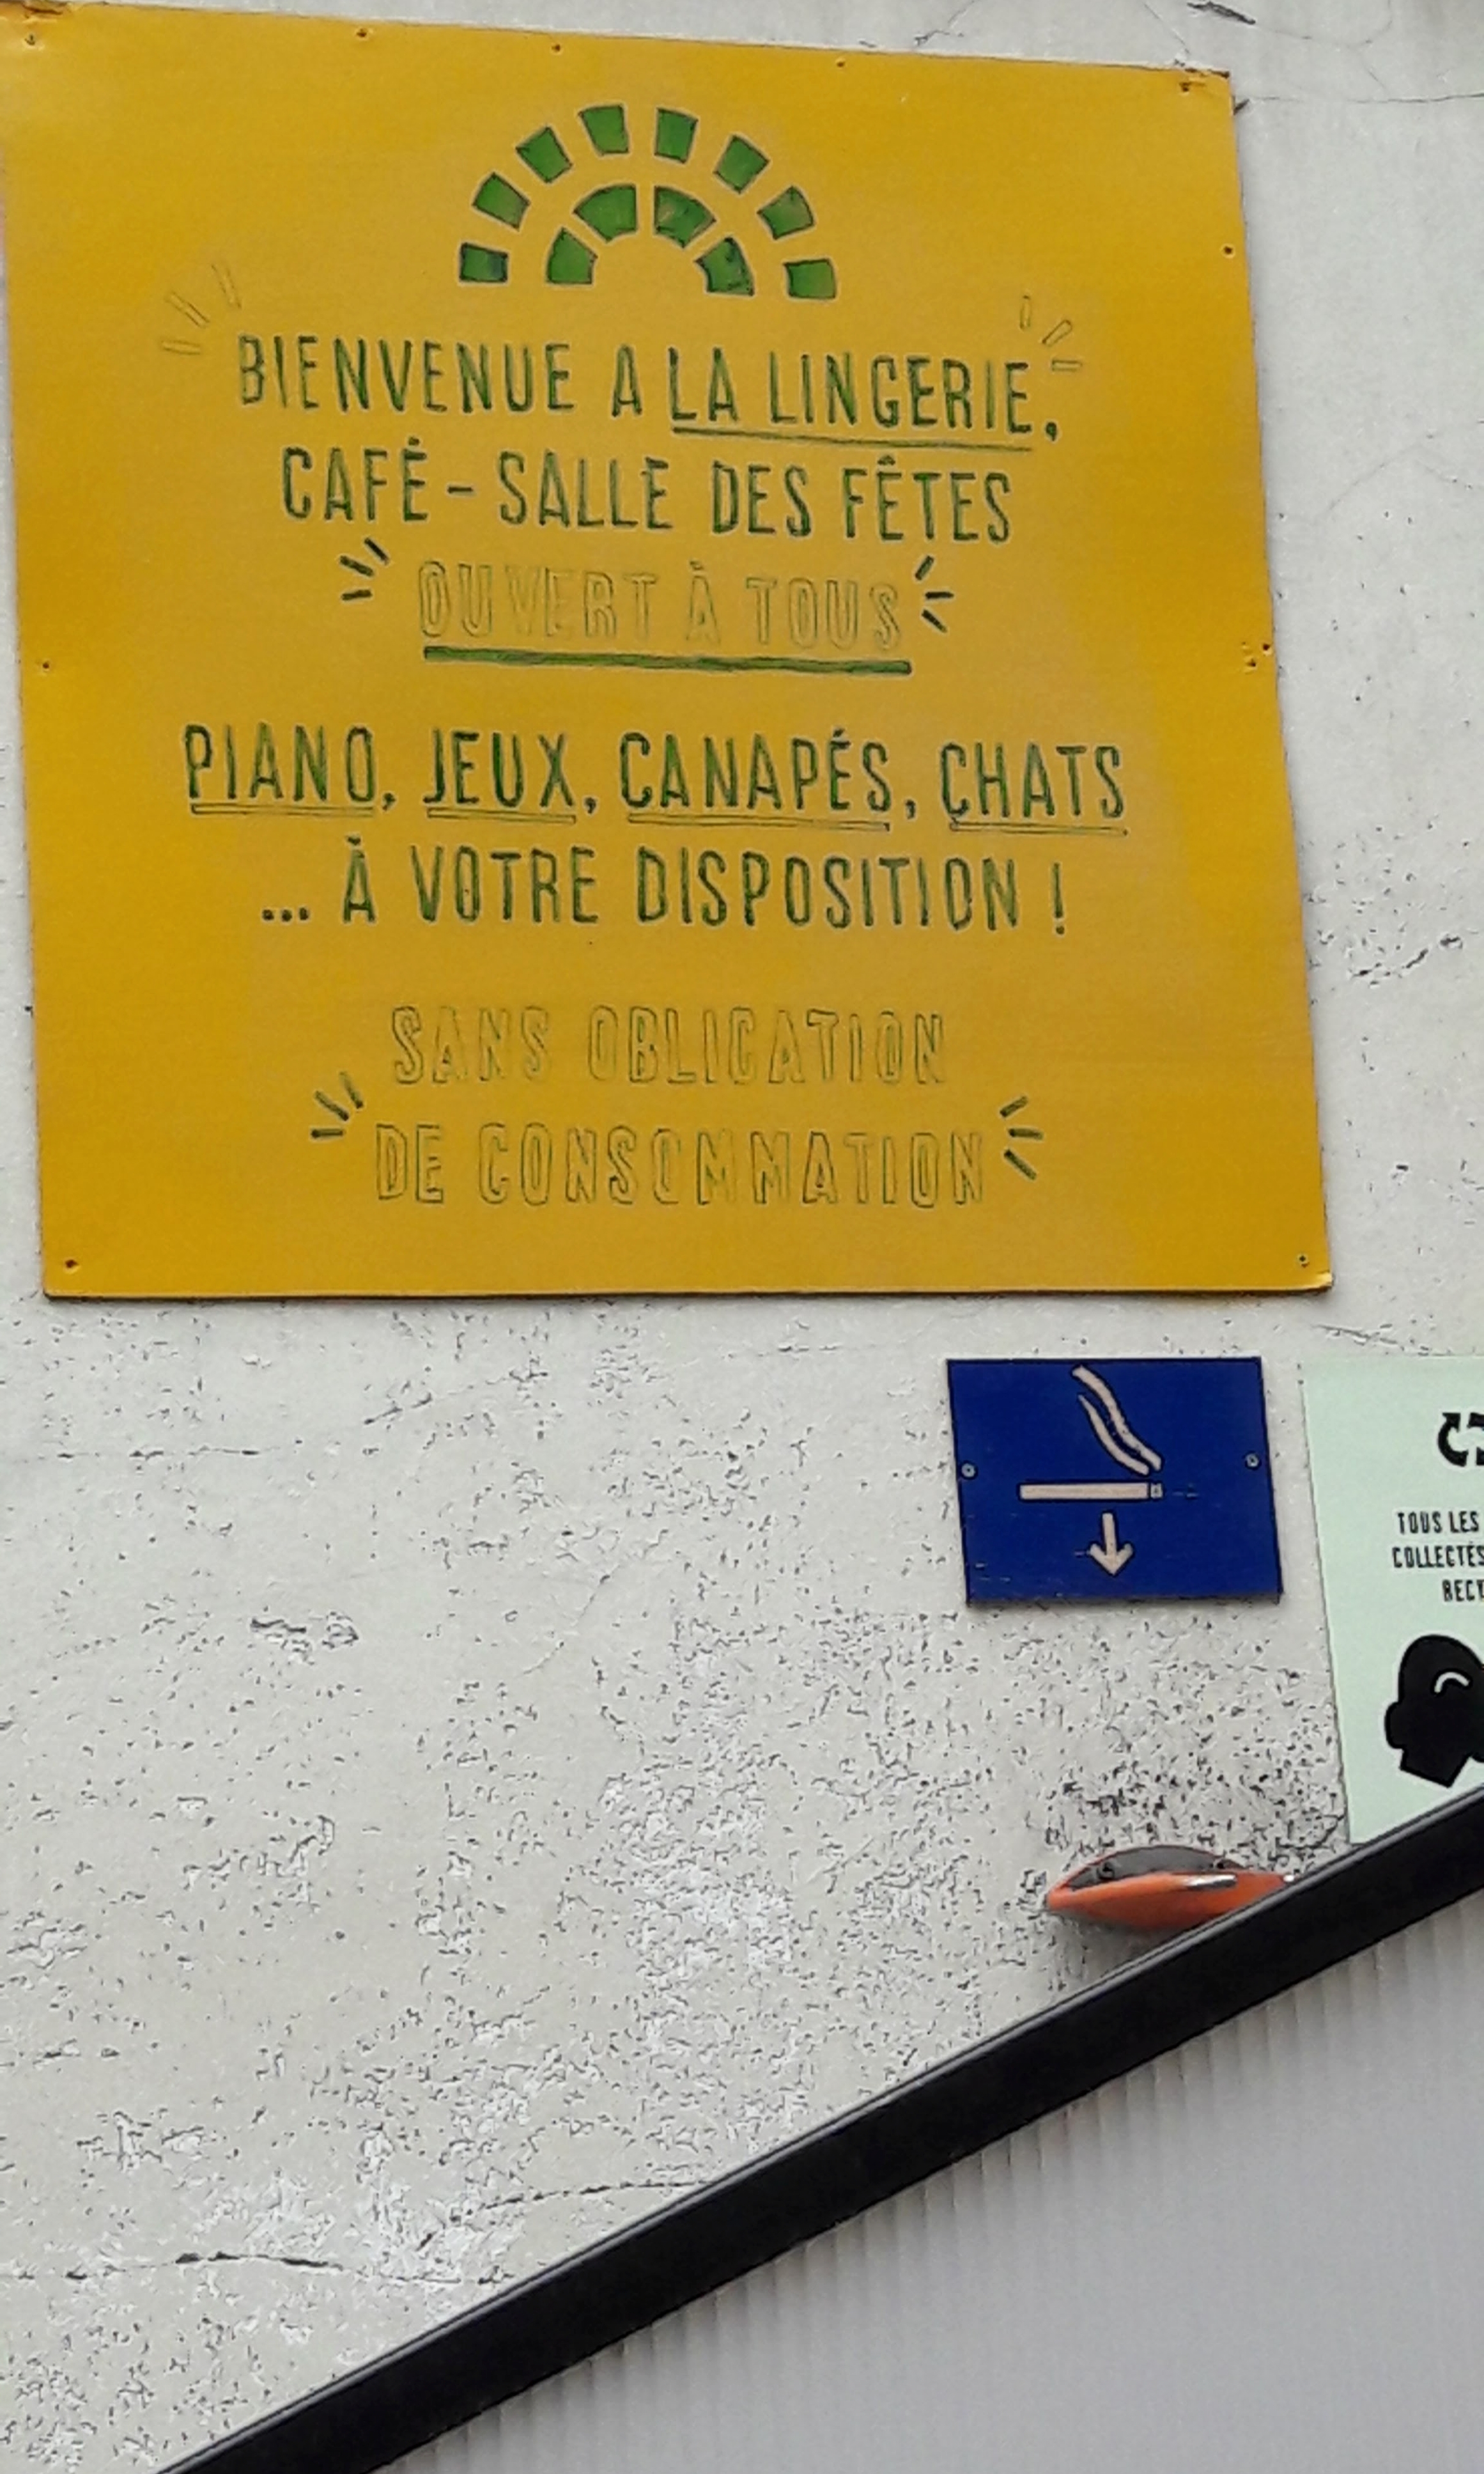 BIENVENUE A LA LINGERIE,
CAFÉ - SALLE DES FÊTES
OUVERT À TOUS
PIANO, JEUX, CANAPÉS, CHATS
... À VOTRE DISPOSITION !
SANS OBLIGATION
DE CONSOMMATION
TOUS LES
COLLECTÉS